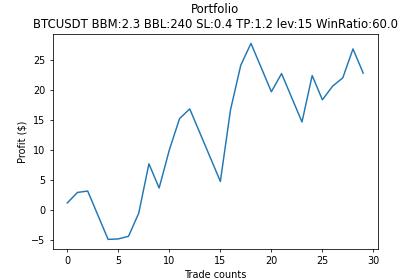 Portfolio
BTCUSDT BBM:2.3 BBL:240 SL:0.4 TP:1.2 lev:15 WinRatio:60.0
25
20
15
10
5
0
−5
Profit ($)
0 5 10 15 20 25 30
Trade counts